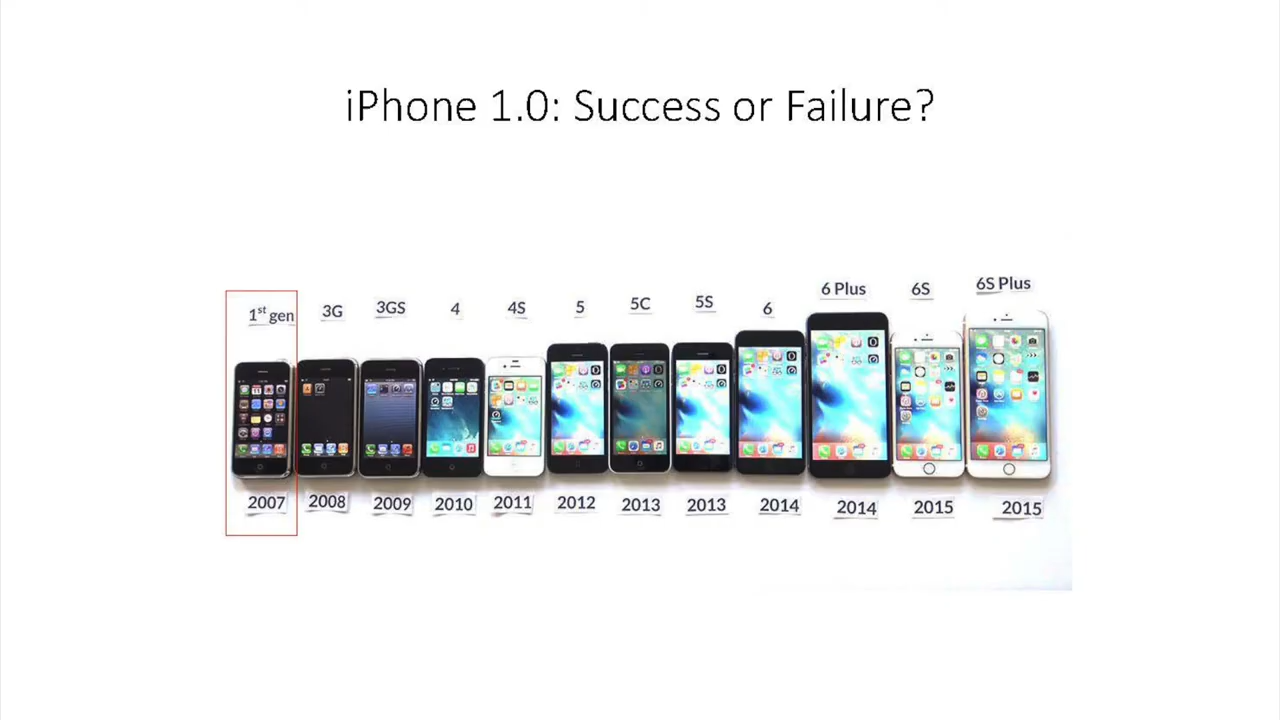 iPhone 1.0: Success or Failure?
1st gen 3G 3GS 4 4S 5 5C 5S 6 6 Plus 6S 6S Plus
2007 2008 2009 2010 2011 2012 2013 2013 2014 2014 2015 2015